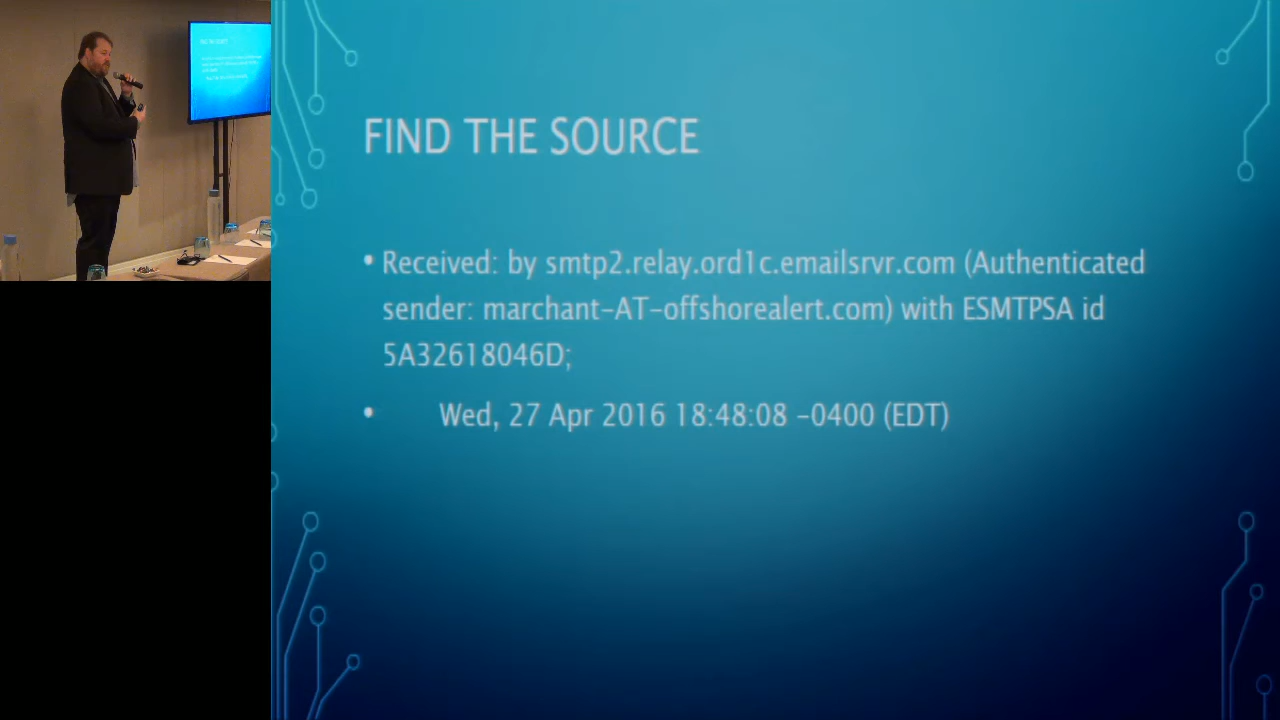 FIND THE SOURCE
• Received: by smtp2.relay.ord1c.emailsrvr.com (Authenticated
sender: marchant-AT-offshorealert.com) with ESMTPSA id
5A32618046D;
• Wed, 27 Apr 2016 18:48:08 -0400 (EDT)